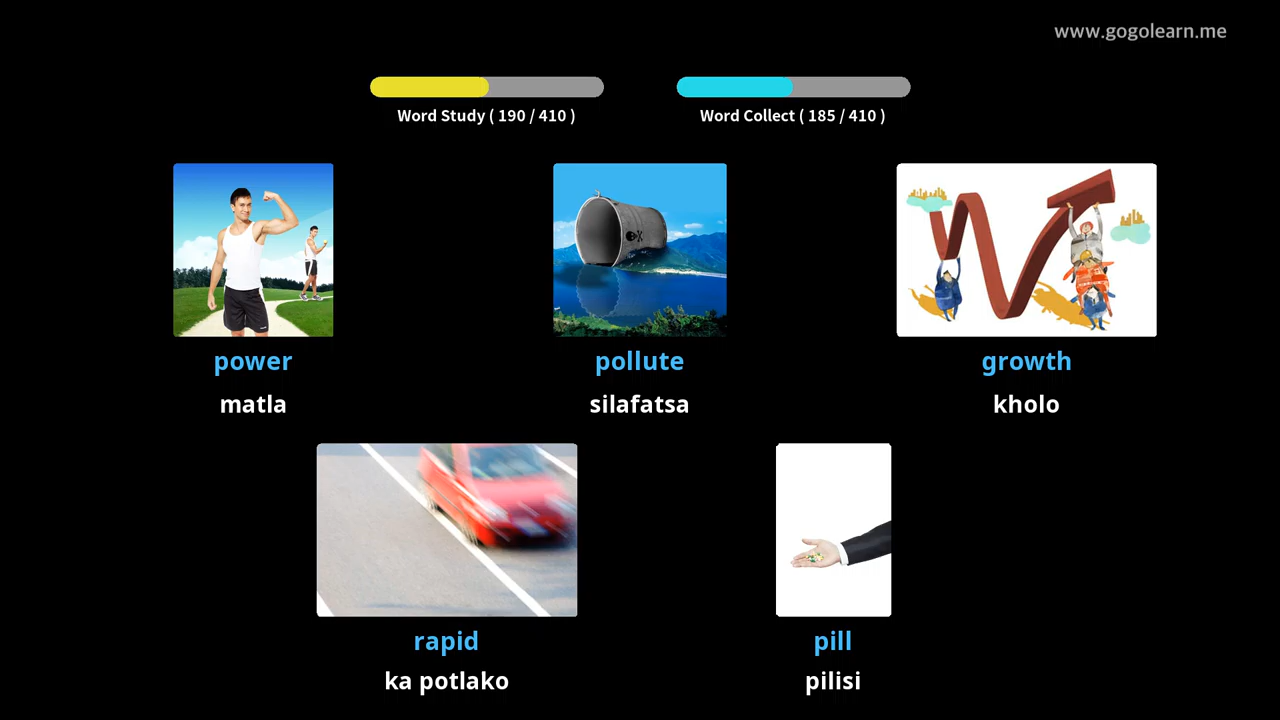 www.gogolearn.me
Word Study ( 190 / 410 )
Word Collect ( 185 / 410 )
power
matla
pollute
silafatsa
growth
kholo
rapid
ka potlako
pill
pilisi